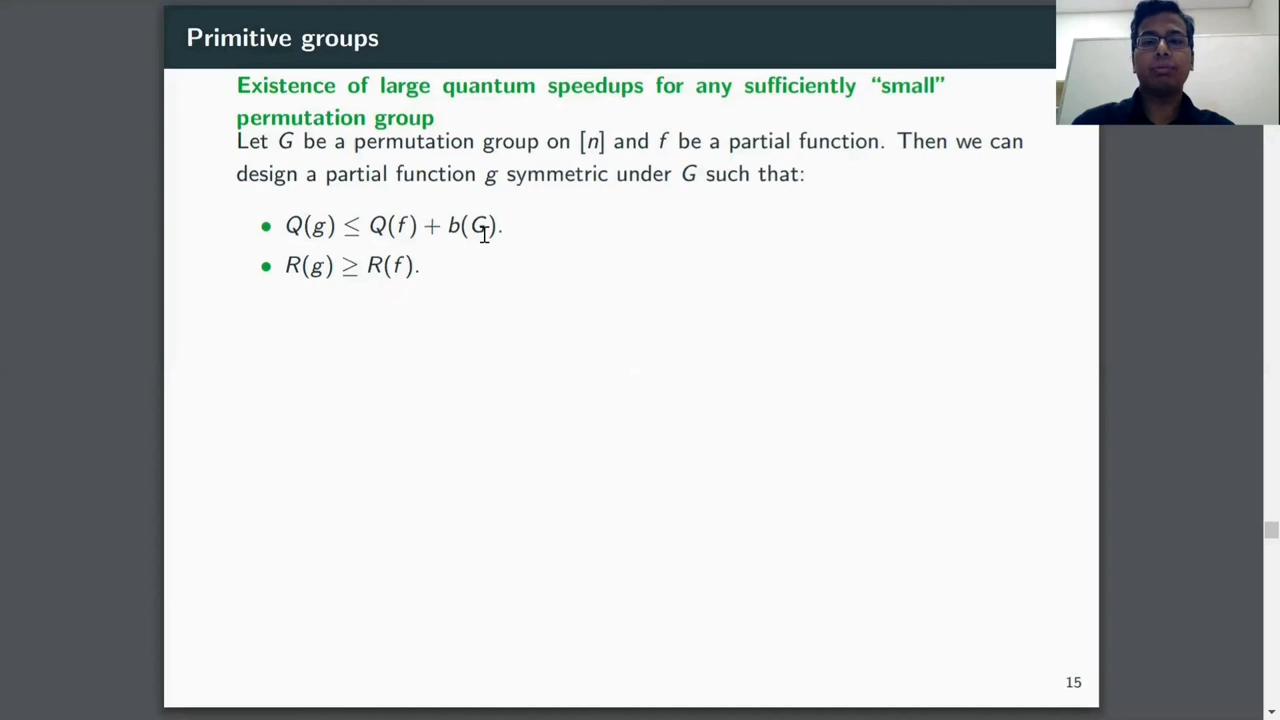 Primitive groups
Existence of large quantum speedups for any sufficiently “small”
permutation group
Let G be a permutation group on [n] and f be a partial function. Then we can
design a partial function g symmetric under G such that:
• Q(g) ≤ Q(f) + b(G).
• R(g) ≥ R(f).
15